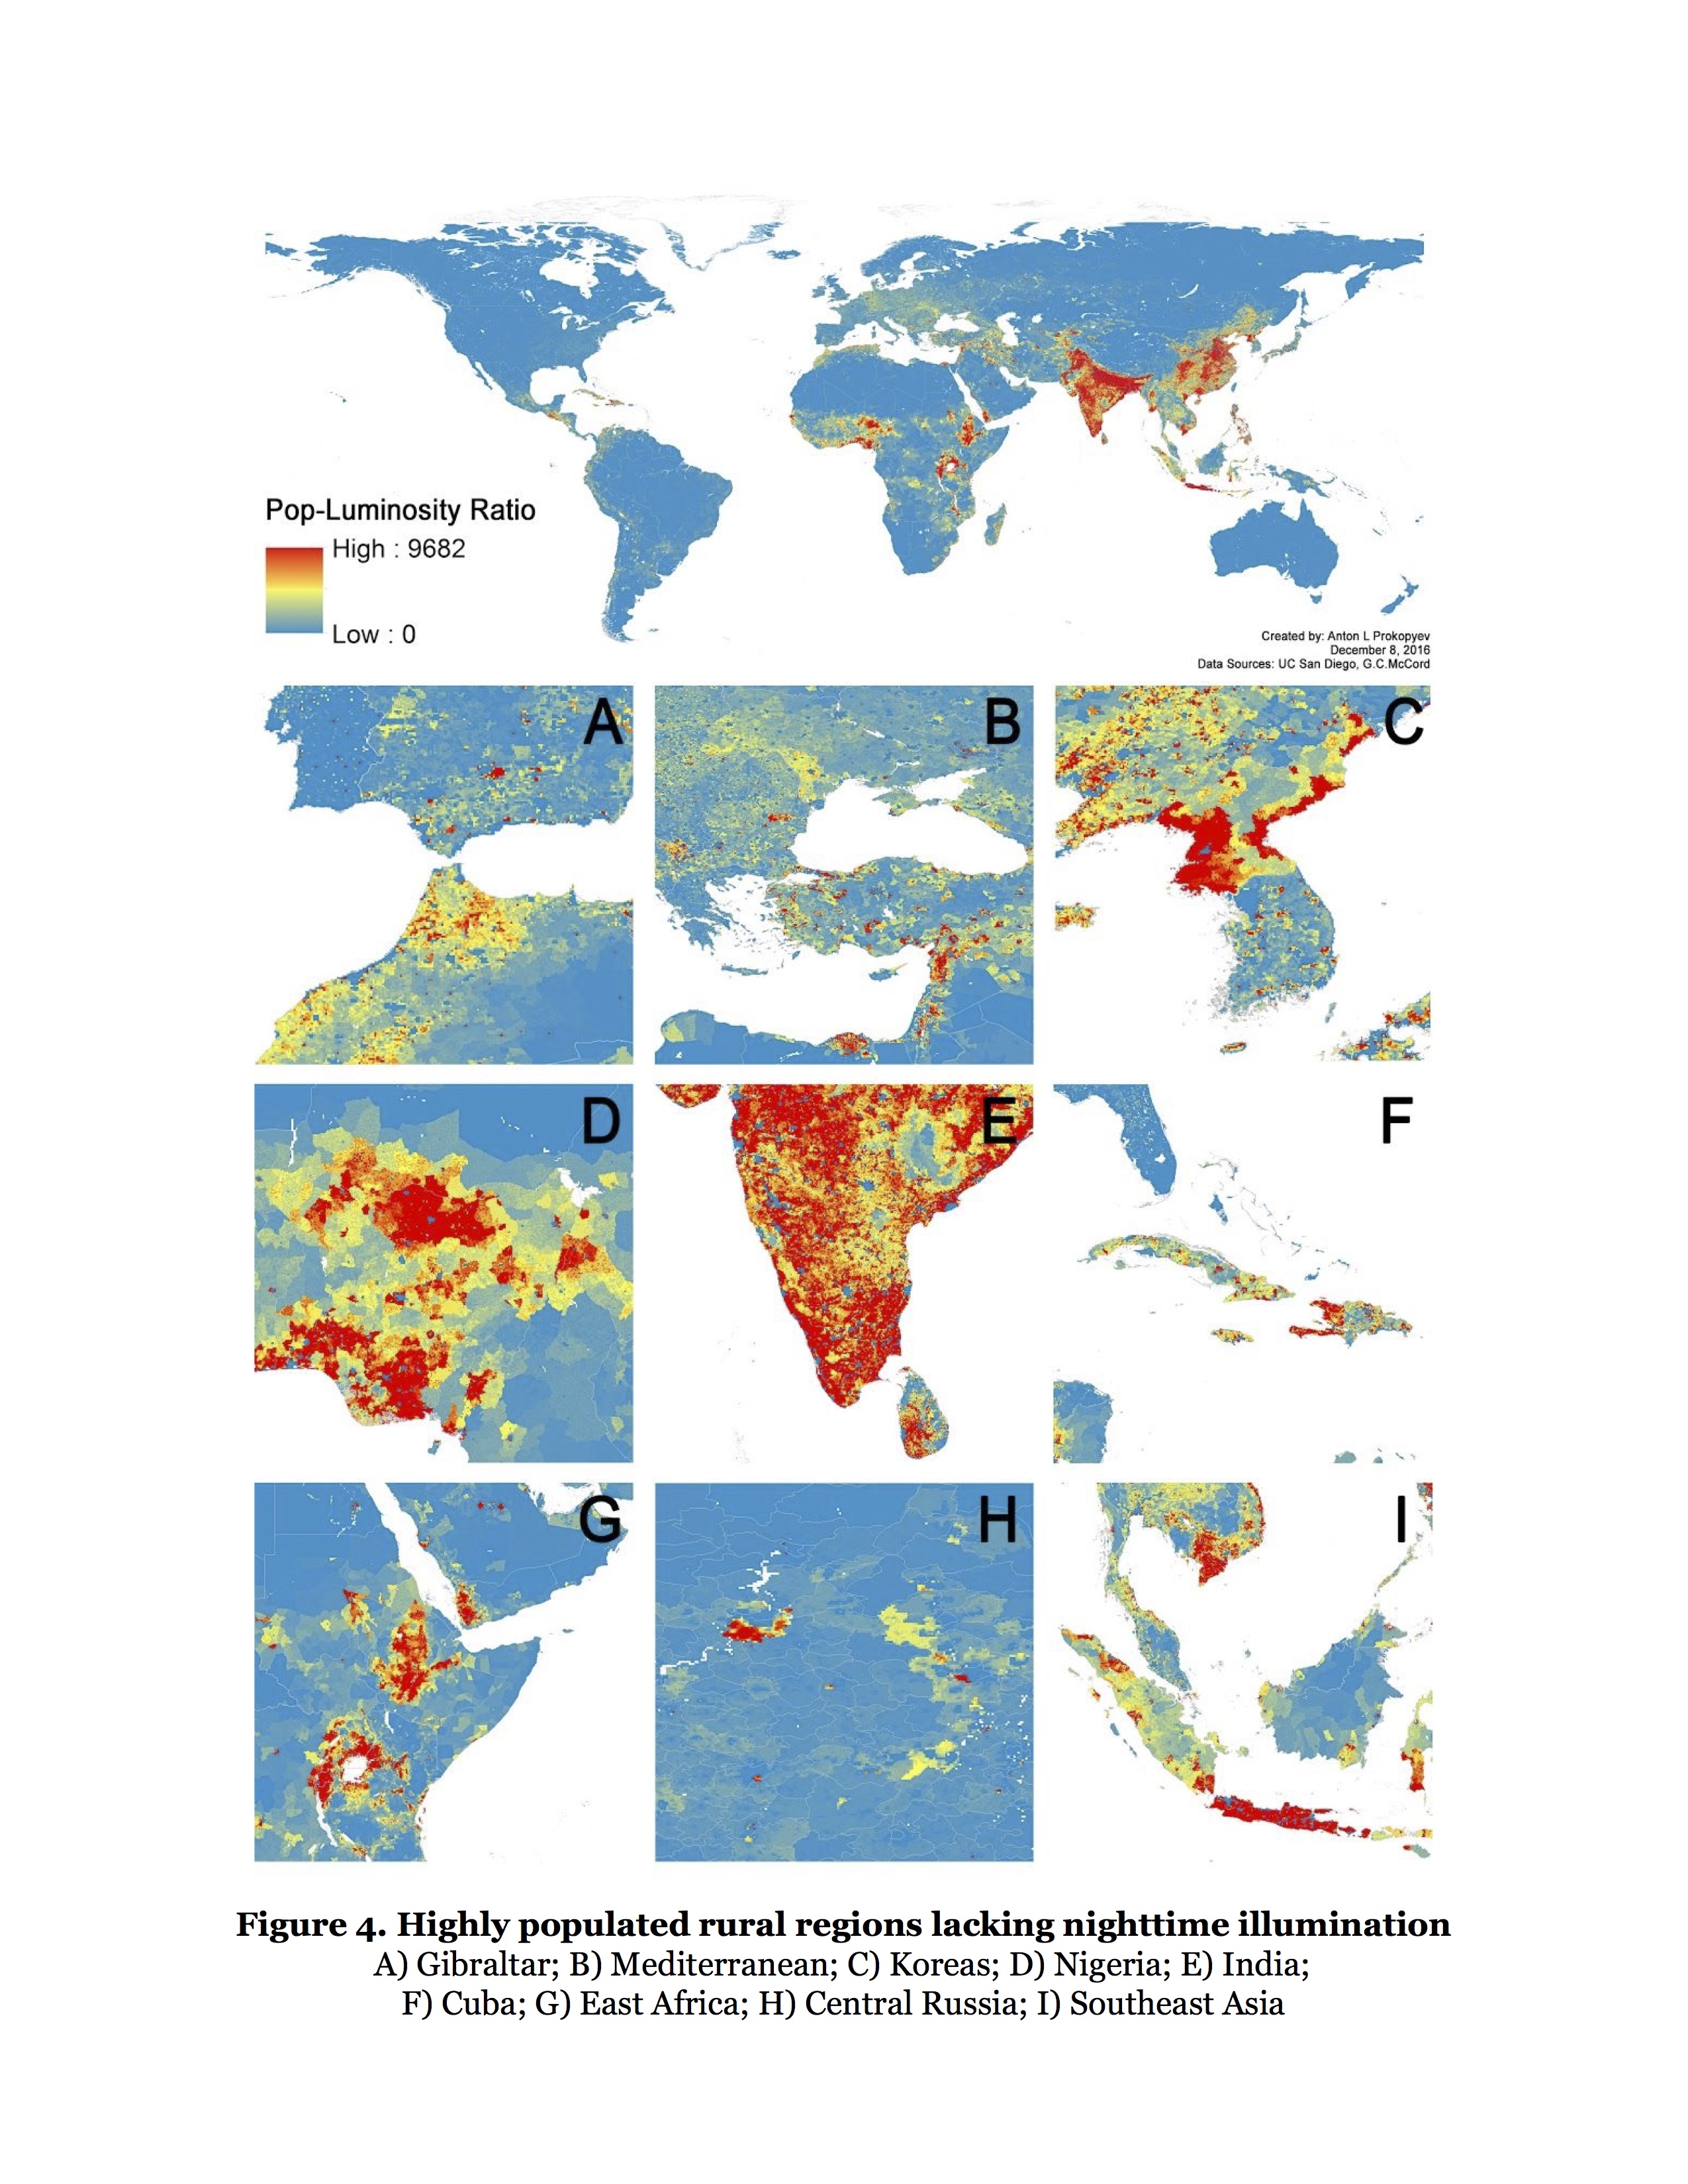 Pop-Luminosity Ratio
High : 9682
Low : 0
Created by: Anton L Prokopyev
December 8, 2016
Data Sources: UC San Diego, G.C.McCord
A
B
C
D
E
F
G
H
I
Figure 4. Highly populated rural regions lacking nighttime illumination
A) Gibraltar; B) Mediterranean; C) Koreas; D) Nigeria; E) India;
F) Cuba; G) East Africa; H) Central Russia; I) Southeast Asia